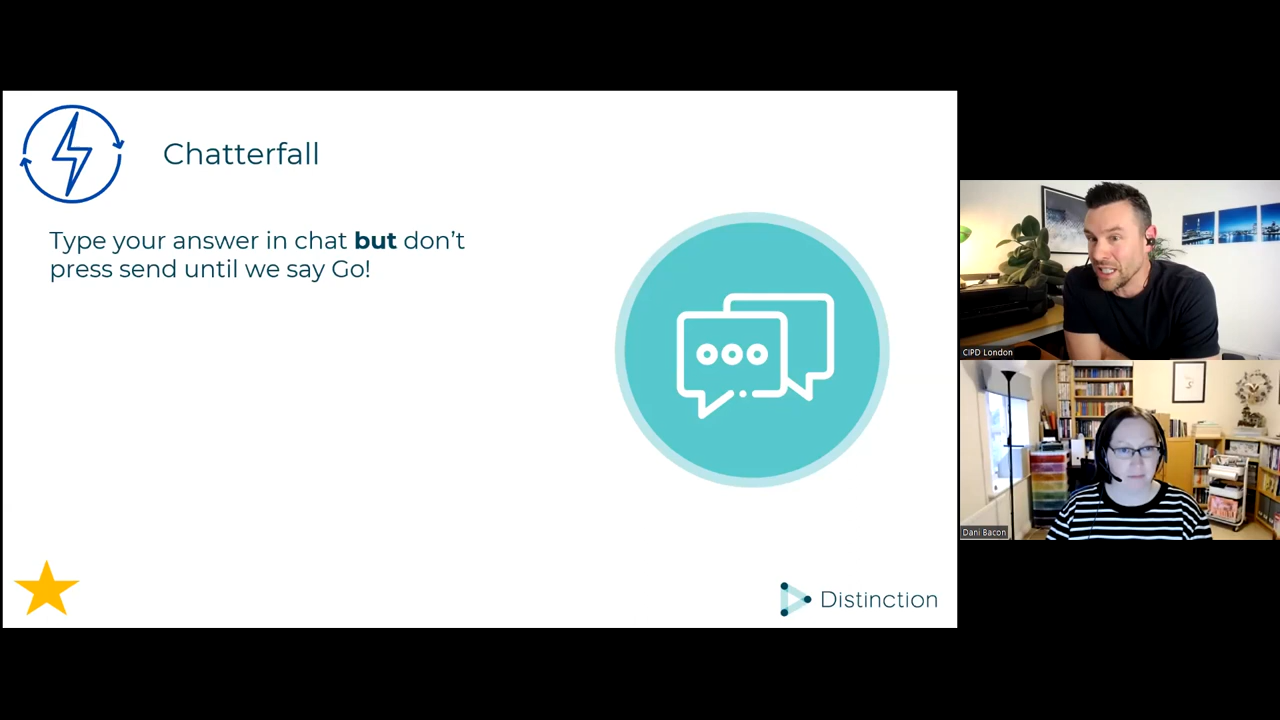 Chatterfall
Type your answer in chat but don’t
press send until we say Go!
Distinction
CIPD London
Dani Bacon